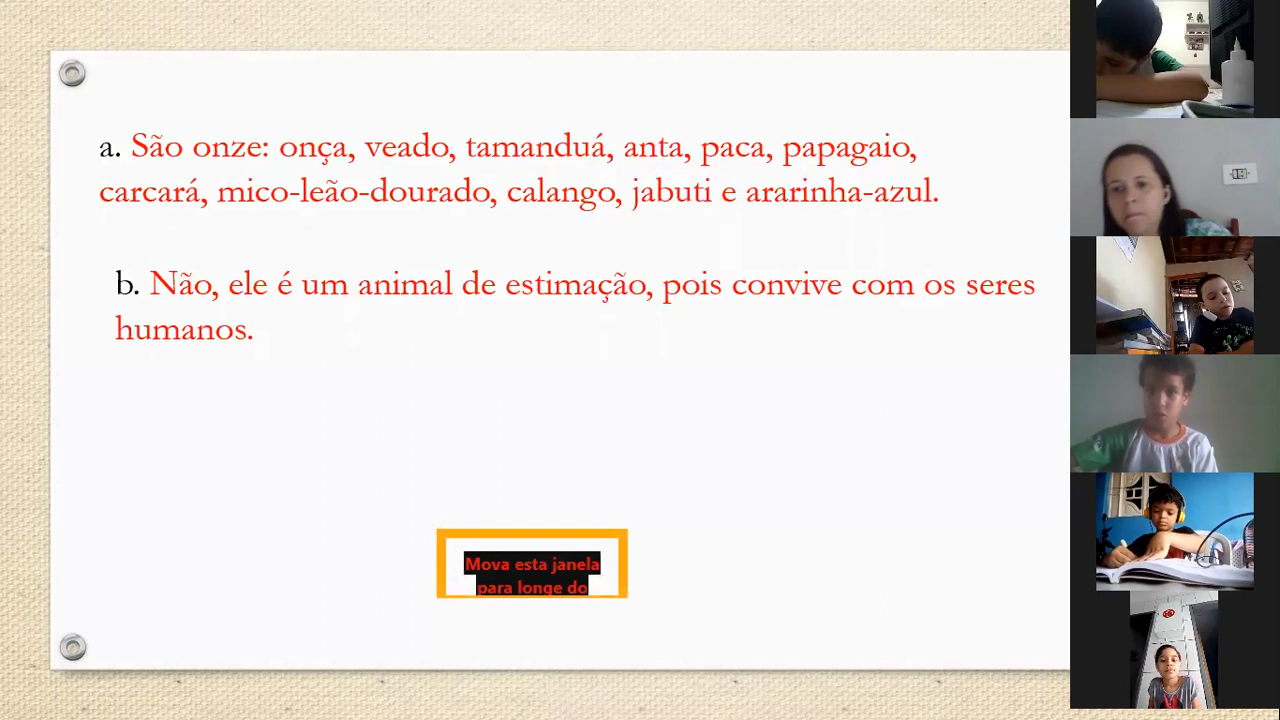 a. São onze: onça, veado, tamanduá, anta, paca, papagaio,
carcará, mico-leão-dourado, calango, jabuti e ararinha-azul.
b. Não, ele é um animal de estimação, pois convive com os seres
humanos.
Mova esta janela
para longe do